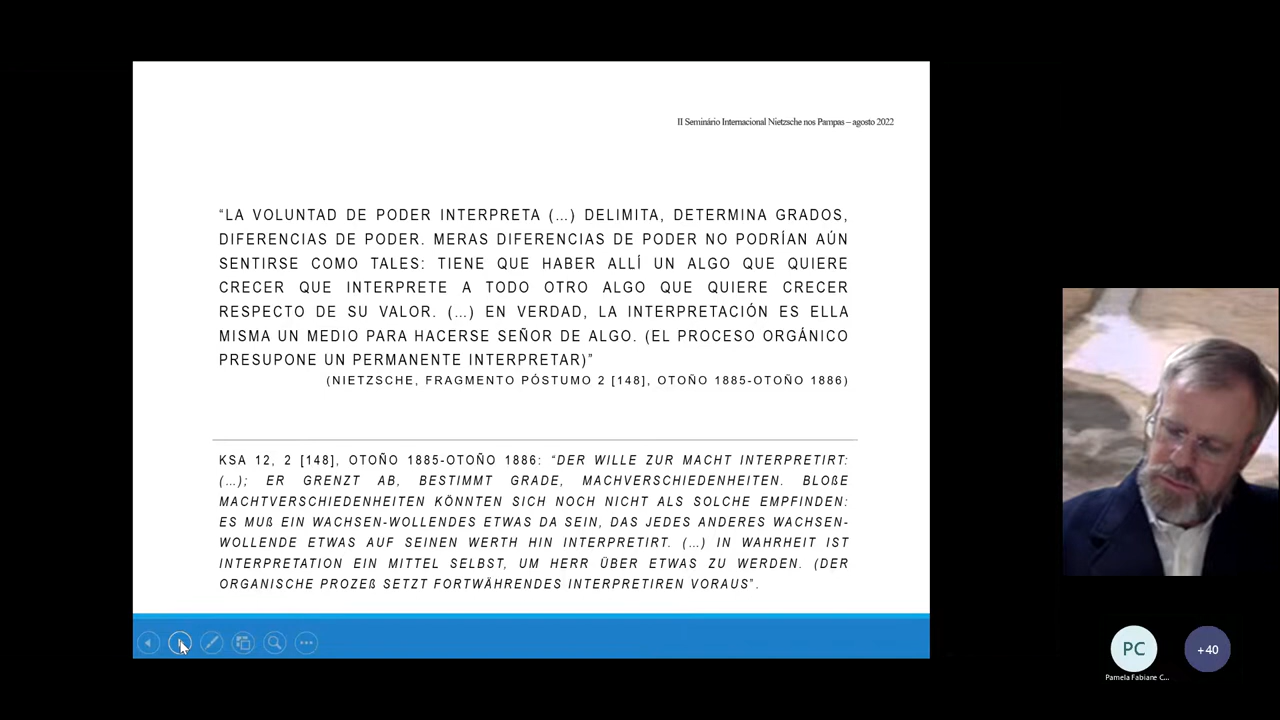 II Seminário Internacional Nietzsche nos Pampas – agosto 2022
“LA VOLUNTAD DE PODER INTERPRETA (...) DELIMITA, DETERMINA GRADOS,
DIFERENCIAS DE PODER. MERAS DIFERENCIAS DE PODER NO PODRÍAN AÚN
SENTIRSE COMO TALES: TIENE QUE HABER ALLÍ UN ALGO QUE QUIERE
CRECER QUE INTERPRETE A TODO OTRO ALGO QUE QUIERE CRECER
RESPECTO DE SU VALOR. (...) EN VERDAD, LA INTERPRETACIÓN ES ELLA
MISMA UN MEDIO PARA HACERSE SEÑOR DE ALGO. (EL PROCESO ORGÁNICO
PRESUPONE UN PERMANENTE INTERPRETAR)”
(NIETZSCHE, FRAGMENTO PÓSTUMO 2 [148], OTOÑO 1885-OTOÑO 1886)
KSA 12, 2 [148], OTOÑO 1885-OTOÑO 1886: “DER WILLE ZUR MACHT INTERPRETIRT:
(...); ER GRENZT AB, BESTIMMT GRADE, MACHVERSCHIEDENHEITEN. BLOßE
MACHTVERSCHIEDENHEITEN KÖNNTEN SICH NOCH NICHT ALS SOLCHE EMPFINDEN:
ES MUß EIN WACHSEN-WOLLENDES ETWAS DA SEIN, DAS JEDES ANDERES WACHSEN-
WOLLENDE ETWAS AUF SEINEN WERTH HIN INTERPRETIRT. (...) IN WAHRHEIT IST
INTERPRETATION EIN MITTEL SELBST, UM HERR ÜBER ETWAS ZU WERDEN. (DER
ORGANISCHE PROZEß SETZT FORTWÄHRENDES INTERPRETIREN VORAUS”.
PC
+40
Pamela Fabiane C...